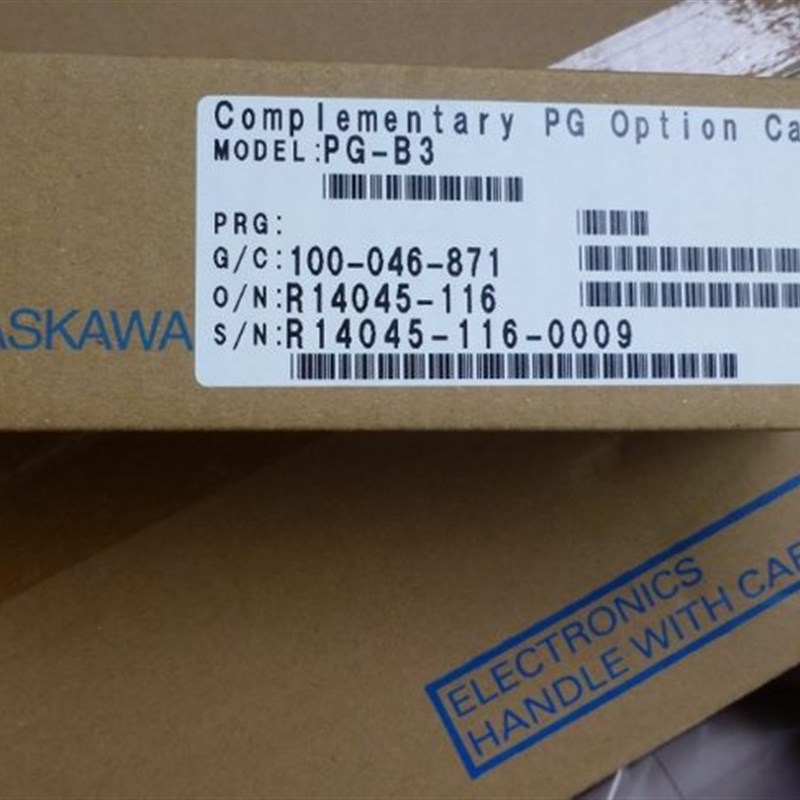 Complementary PG Option Ca
MODEL:PG-B3
PRG:
G/C:100-046-871
O/N:R14045-116
S/N:R14045-116-0009
ASKAWA
ELECTRONICS
HANDLE WITH CAR